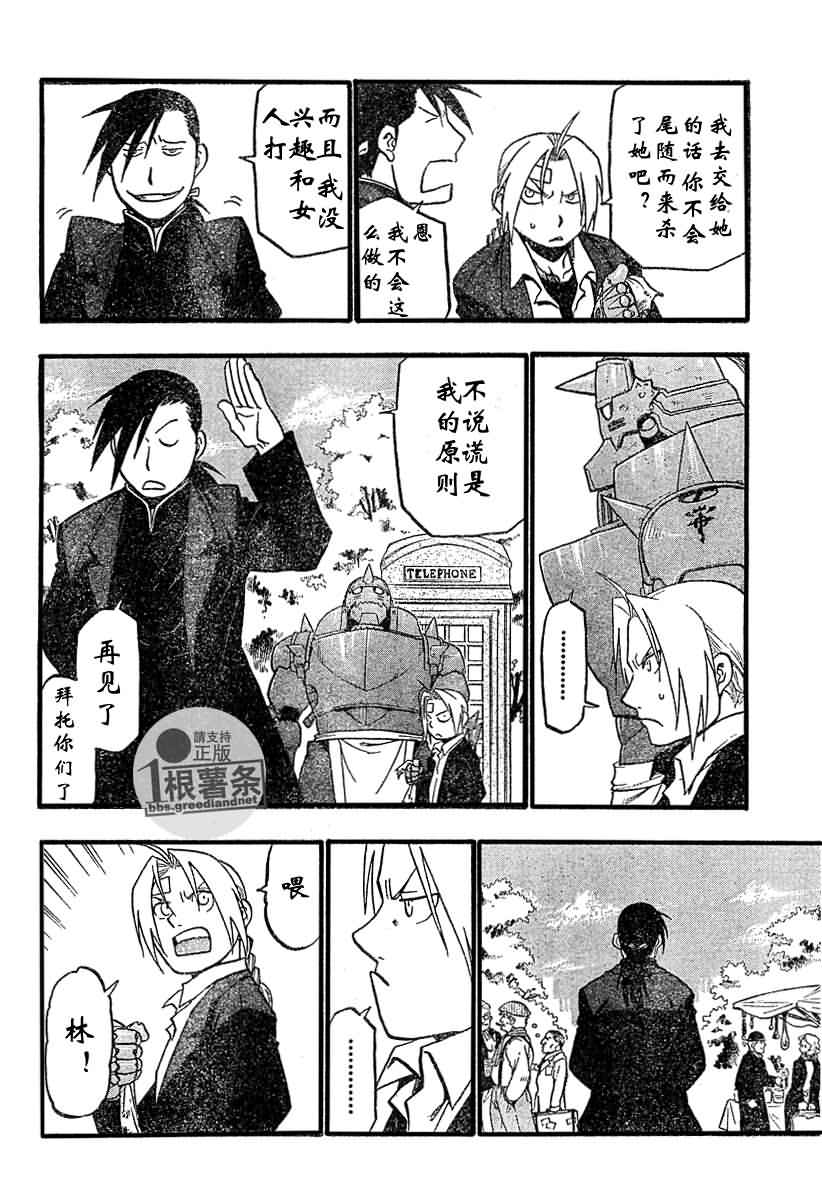 我去交给她
的话你不会
尾随而来杀
了她吧？
恩
我不会这
么做的
而且我没
兴趣和女
人打
………
不说谎是
我的原则
TELEPHONE
再见了
拜托你们了
請支持
正版
1根薯条
bbs.greedland.net
………
喂
林！